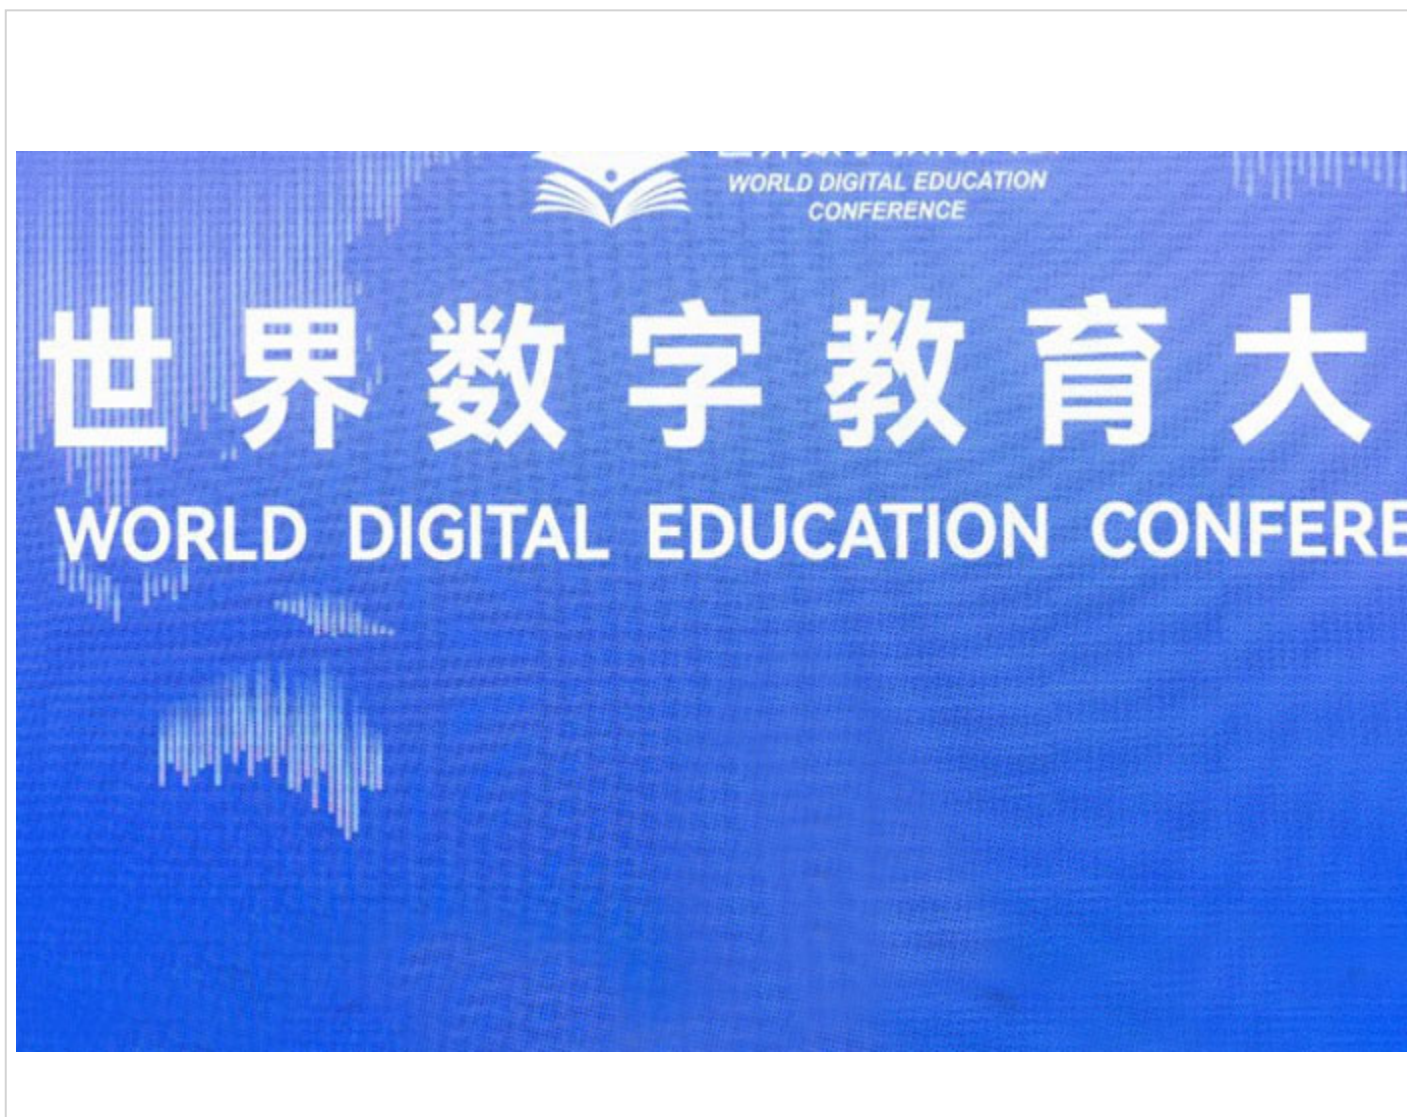 WORLD DIGITAL EDUCATION
CONFERENCE
世界数字教育大
WORLD DIGITAL EDUCATION CONFERE